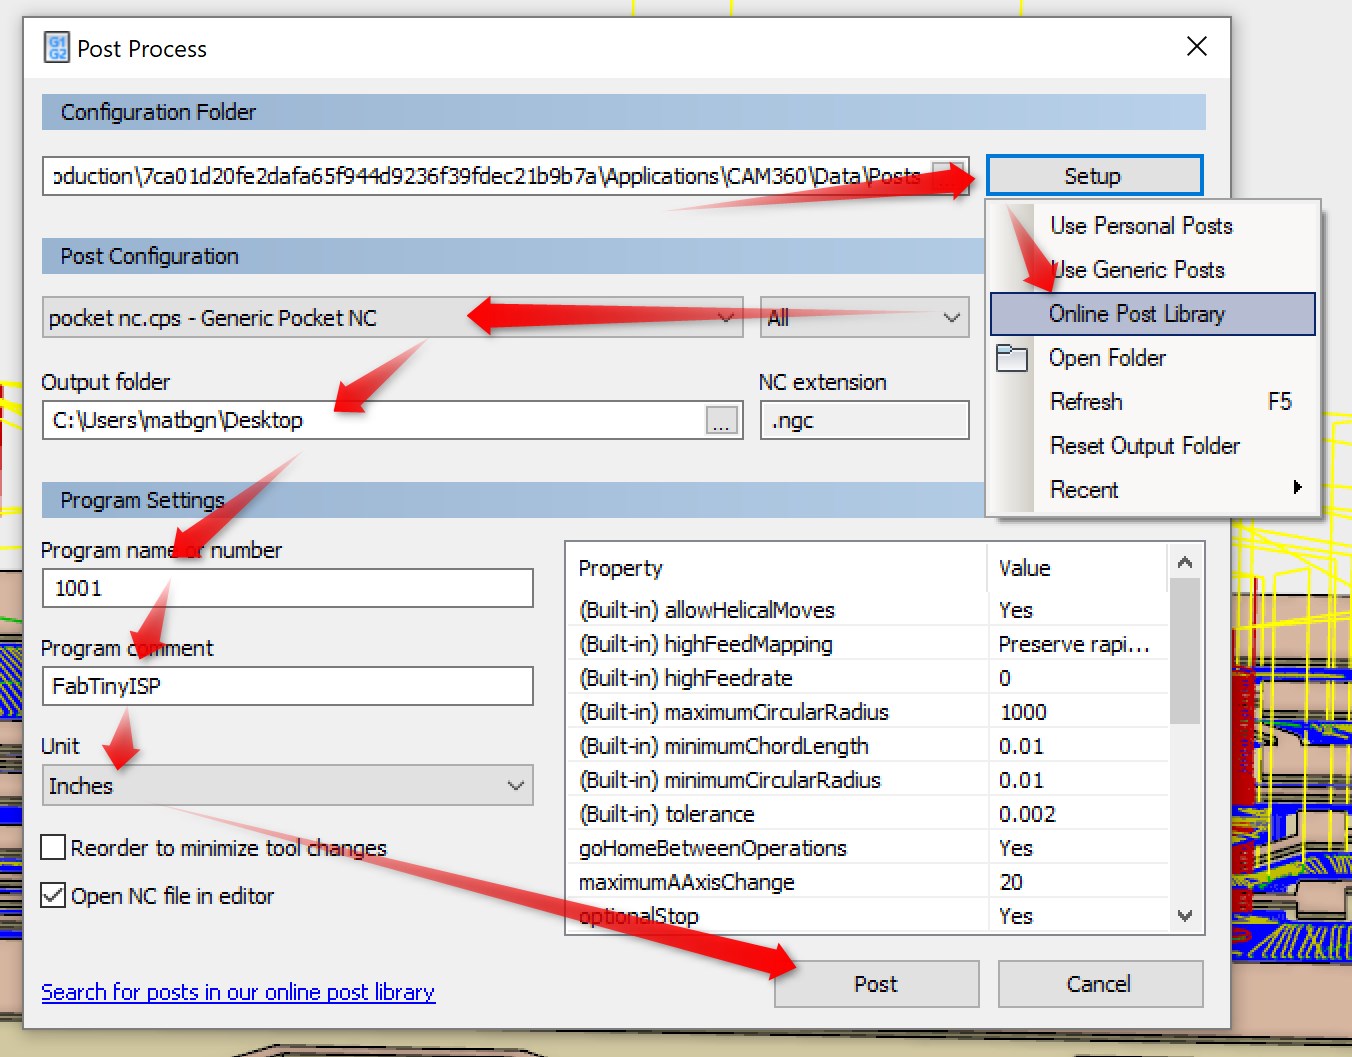 G1
G2
Post Process
Configuration Folder
oduction\7ca01d20fe2dafa65f944d9236f39fdec21b9b7a\Applications\CAM360\Data\Posts
Setup
Use Personal Posts
Use Generic Posts
Online Post Library
Open Folder
Refresh F5
Reset Output Folder
Recent
Post Configuration
pocket nc.cps - Generic Pocket NC
All
Output folder
NC extension
C:\Users\matbgn\Desktop
...
.ngc
Program Settings
Program name or number
1001
Program comment
FabTinyISP
Unit
Inches
Reorder to minimize tool changes
Open NC file in editor
Property Value
(Built-in) allowHelicalMoves Yes
(Built-in) highFeedMapping Preserve rapi...
(Built-in) highFeedrate 0
(Built-in) maximumCircularRadius 1000
(Built-in) minimumChordLength 0.01
(Built-in) minimumCircularRadius 0.01
(Built-in) tolerance 0.002
goHomeBetweenOperations Yes
maximumAAxisChange 20
optionalStop Yes
Search for posts in our online post library
Post
Cancel